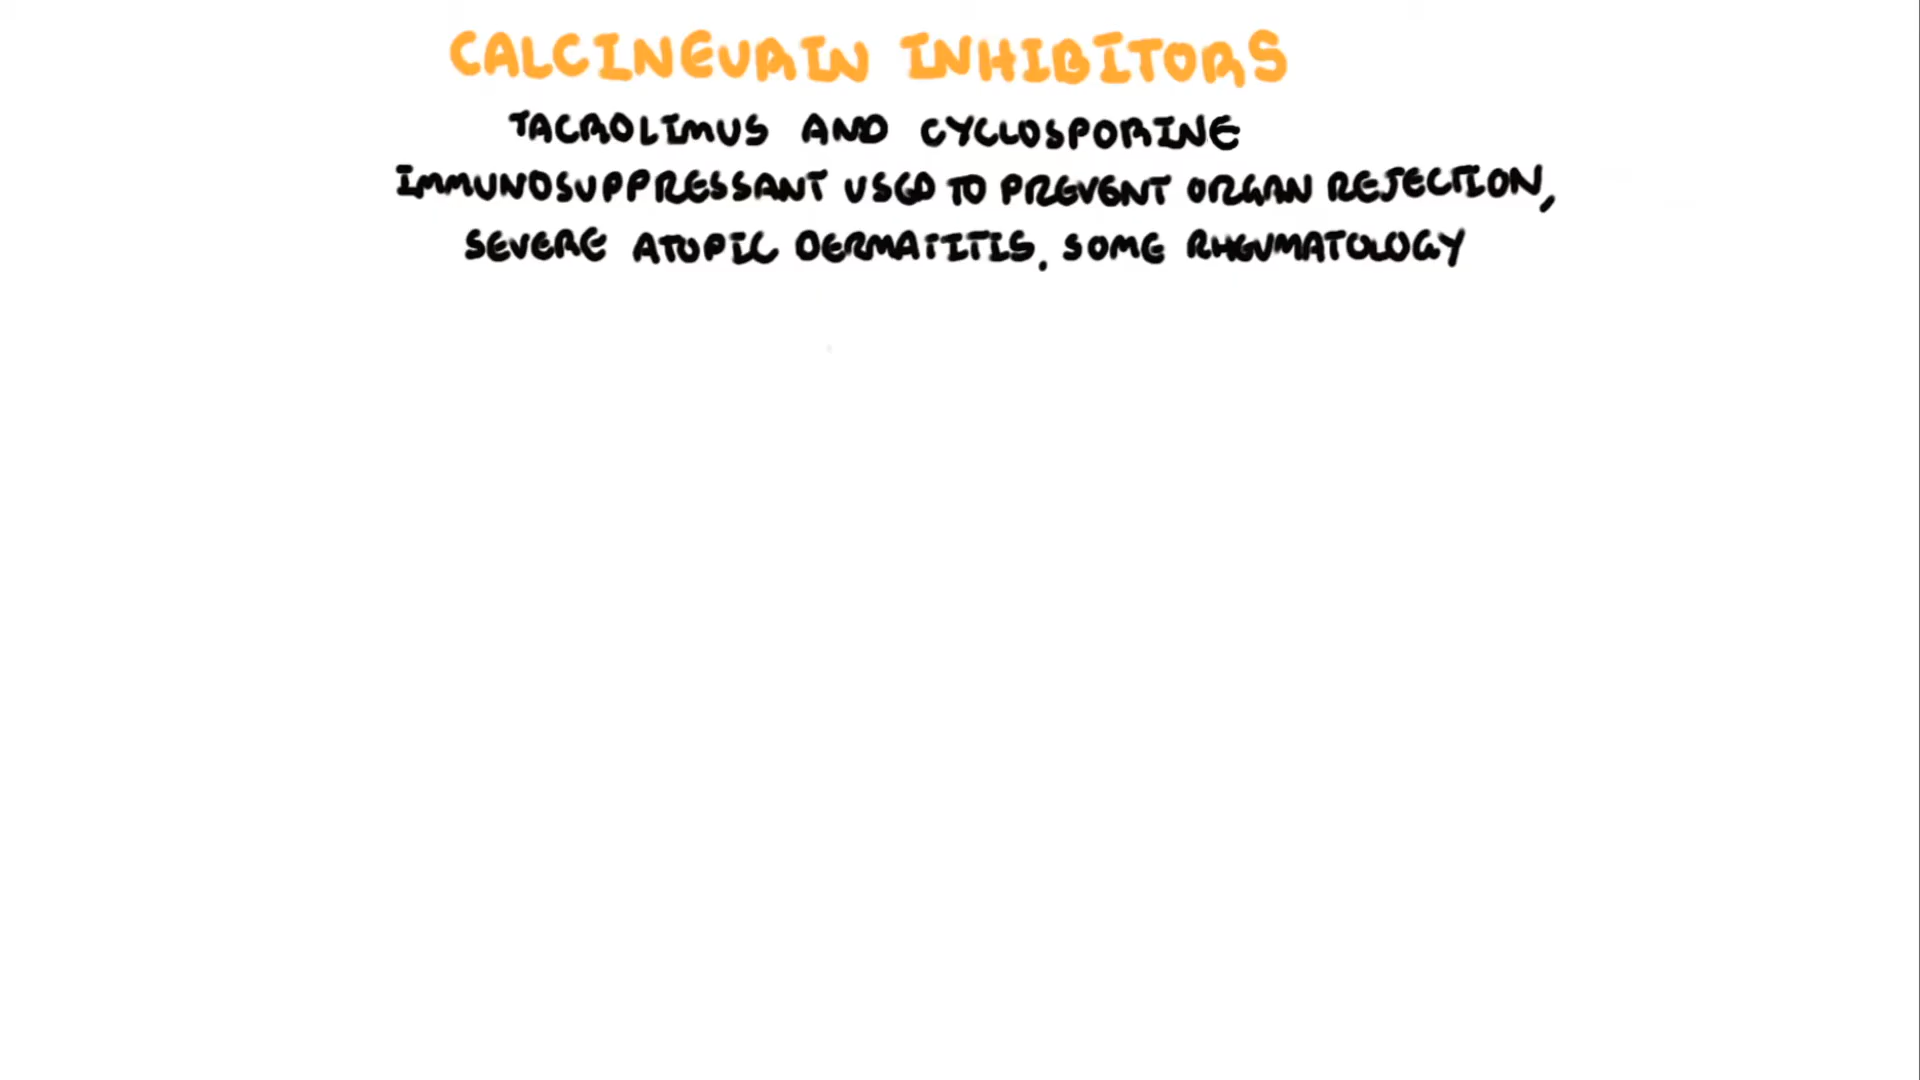 CALCINEURIN INHIBITORS
TACROLIMUS AND CYCLOSPORINE
IMMUNOSUPPRESSANT USED TO PREVENT ORGAN REJECTION,
SEVERE ATOPIC DERMATITIS, SOME RHEUMATOLOGY